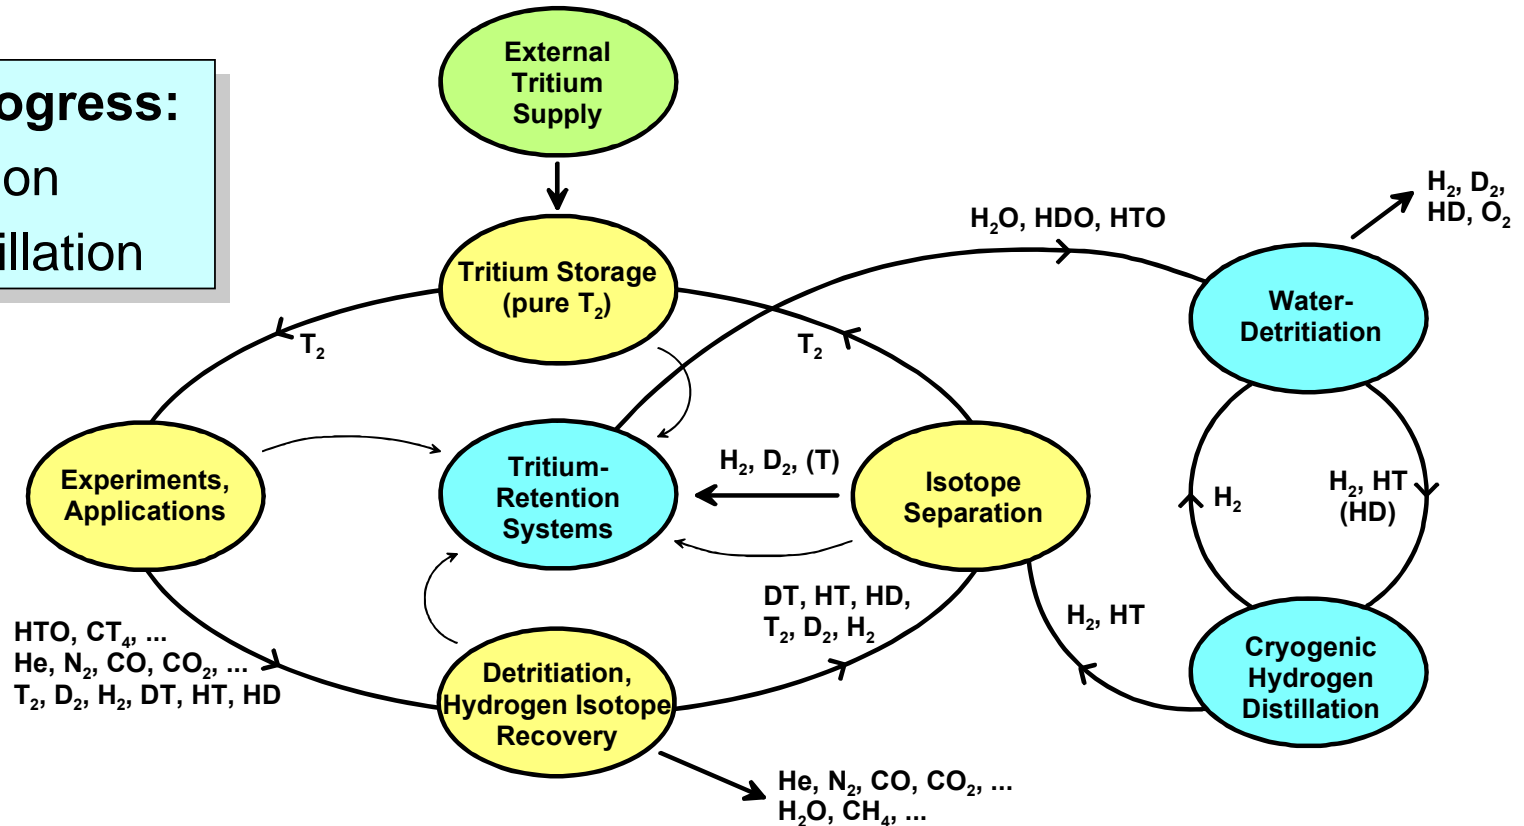 ogress:
on
illation
External
Tritium
Supply
H₂, D₂,
HD, O₂
H₂O, HDO, HTO
Tritium Storage
(pure T₂)
Water-
Detritiation
T₂
T₂
Experiments,
Applications
Tritium-
Retention
Systems
H₂, D₂, (T)
Isotope
Separation
H₂
H₂, HT
(HD)
HTO, CT₄, ...
He, N₂, CO, CO₂, ...
T₂, D₂, H₂, DT, HT, HD
DT, HT, HD,
T₂, D₂, H₂
H₂, HT
Detritiation,
Hydrogen Isotope
Recovery
Cryogenic
Hydrogen
Distillation
He, N₂, CO, CO₂, ...
H₂O, CH₄, ...